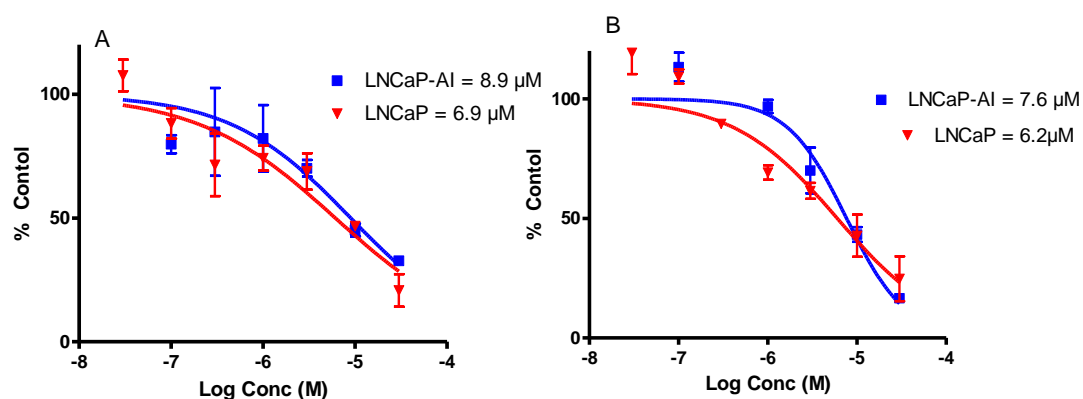 A
LNCaP-AI = 8.9 µM
LNCaP = 6.9 µM
% Contol
100
50
0
-8 -7 -6 -5 -4
Log Conc (M)
B
LNCaP-AI = 7.6 µM
LNCaP = 6.2µM
% Contol
100
50
0
-8 -7 -6 -5 -4
Log Conc (M)